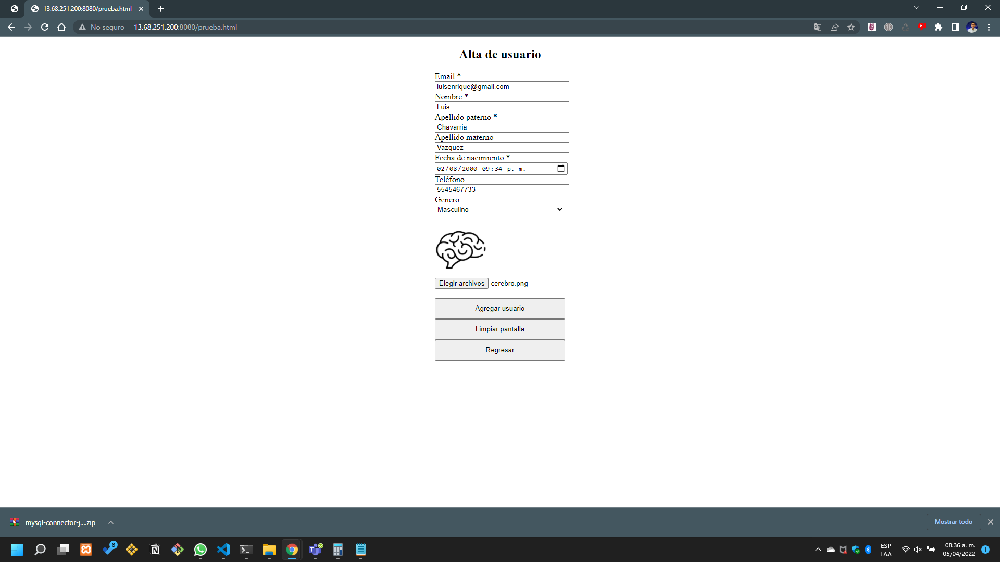 13.68.251.200:8080/prueba.html
No seguro
13.68.251.200:8080/prueba.html
Alta de usuario
Email *
luisenrique@gmail.com
Nombre *
Luis
Apellido paterno *
Chavarria
Apellido materno
Vazquez
Fecha de nacimiento *
02/08/2000 09:34 p. m.
Teléfono
5545467733
Genero
Masculino
Elegir archivos cerebro.png
Agregar usuario
Limpiar pantalla
Regresar
mysql-connector-j....zip
Mostrar todo
8
ESP
LAA
08:36 a. m.
05/04/2022
1